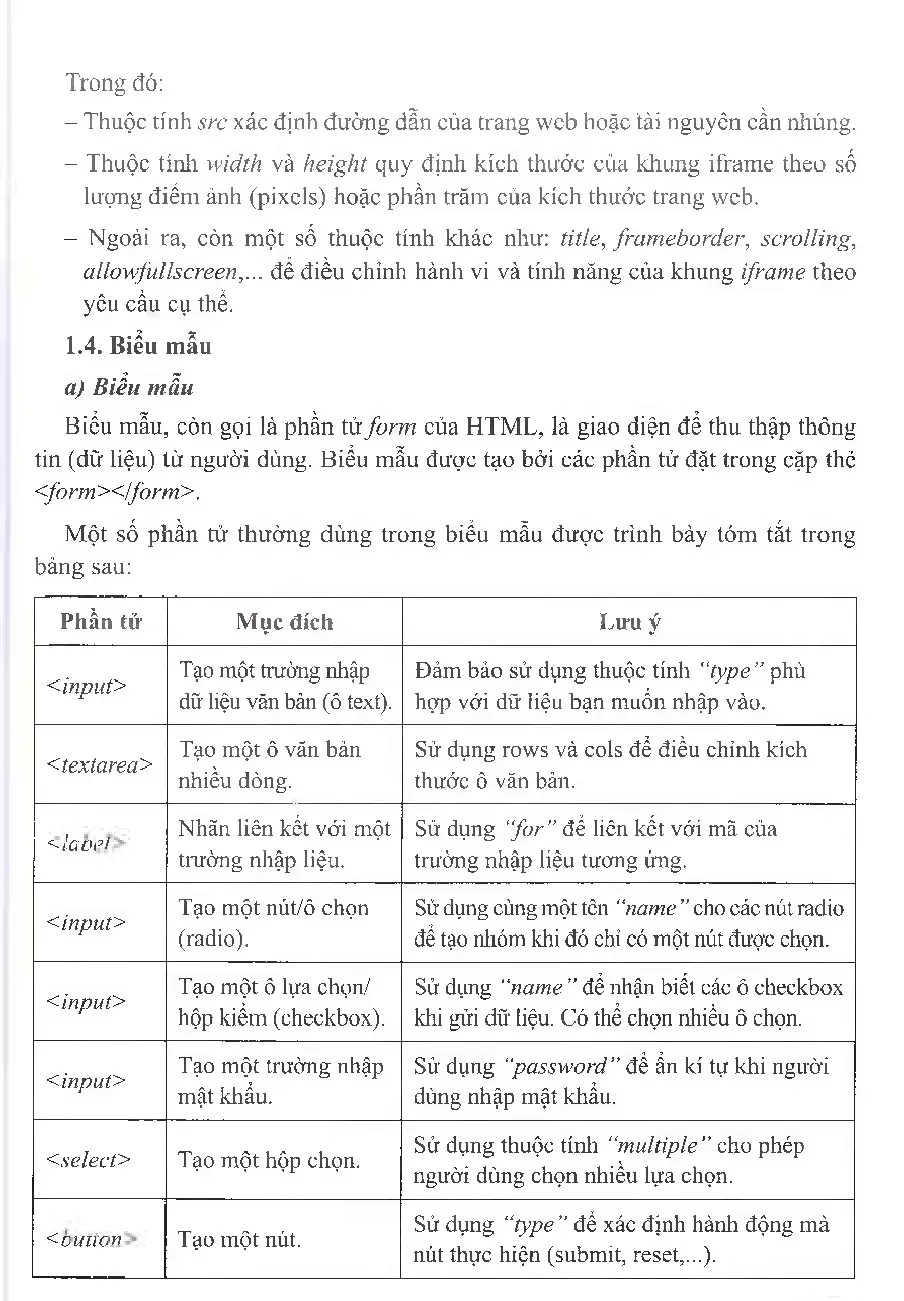 Trong đó:
– Thuộc tính src xác định đường dẫn của trang web hoặc tài nguyên cần nhúng.
– Thuộc tính width và height quy định kích thước của khung iframe theo số
lượng điểm ảnh (pixels) hoặc phần trăm của kích thước trang web.
– Ngoài ra, còn một số thuộc tính khác như: title, frameborder, scrolling,
allowfullscreen,... để điều chỉnh hành vi và tính năng của khung iframe theo
yêu cầu cụ thể.
1.4. Biểu mẫu
a) Biểu mẫu
Biểu mẫu, còn gọi là phần tử form của HTML, là giao diện để thu thập thông
tin (dữ liệu) từ người dùng. Biểu mẫu được tạo bởi các phần tử đặt trong cặp thẻ
<form></form>.
Một số phần tử thường dùng trong biểu mẫu được trình bày tóm tắt trong
bảng sau:
Phần tử Mục đích Lưu ý
<input>
Tạo một trường nhập
dữ liệu văn bản (ô text).
Đảm bảo sử dụng thuộc tính “type” phù
hợp với dữ liệu bạn muốn nhập vào.
<textarea>
Tạo một ô văn bản
nhiều dòng.
Sử dụng rows và cols để điều chỉnh kích
thước ô văn bản.
<label>
Nhãn liên kết với một
trường nhập liệu.
Sử dụng “for” để liên kết với mã của
trường nhập liệu tương ứng.
<input>
Tạo một nút/ô chọn
(radio).
Sử dụng cùng một tên “name” cho các nút radio
để tạo nhóm khi đó chỉ có một nút được chọn.
<input>
Tạo một ô lựa chọn/
hộp kiểm (checkbox).
Sử dụng “name” để nhận biết các ô checkbox
khi gửi dữ liệu. Có thể chọn nhiều ô chọn.
<input>
Tạo một trường nhập
mật khẩu.
Sử dụng “password” để ẩn kí tự khi người
dùng nhập mật khẩu.
<select>
Tạo một hộp chọn.
Sử dụng thuộc tính “multiple” cho phép
người dùng chọn nhiều lựa chọn.
<button>
Tạo một nút.
Sử dụng “type” để xác định hành động mà
nút thực hiện (submit, reset,...).